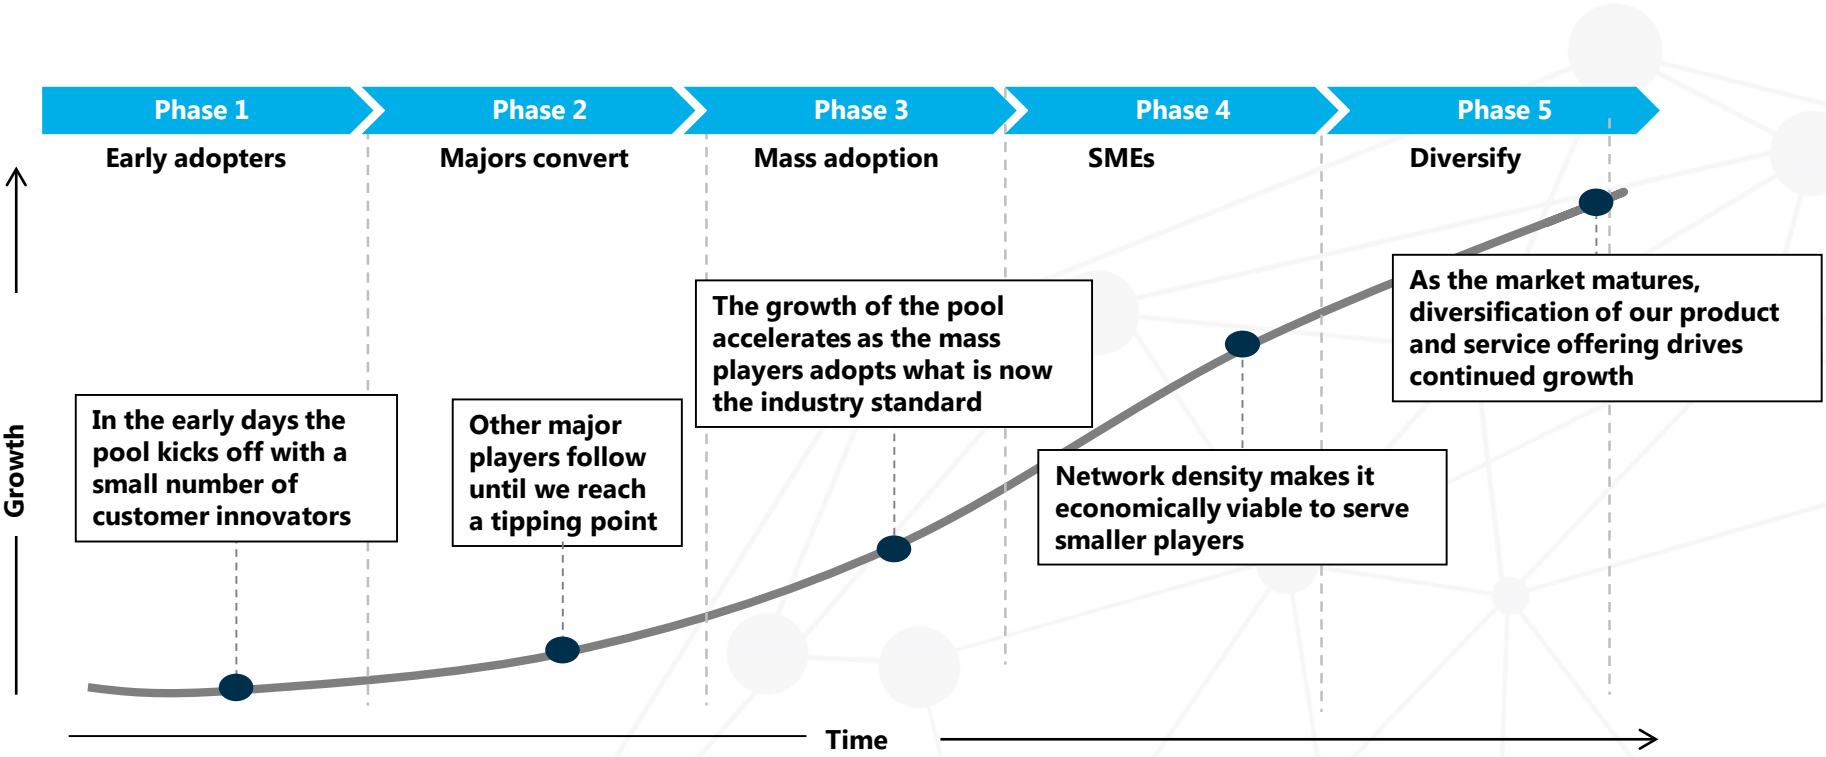 Phase 1
Phase 2
Phase 3
Phase 4
Phase 5
Early adopters
Majors convert
Mass adoption
SMEs
Diversify
Growth
In the early days the
pool kicks off with a
small number of
customer innovators
Other major
players follow
until we reach
a tipping point
The growth of the pool
accelerates as the mass
players adopts what is now
the industry standard
Network density makes it
economically viable to serve
smaller players
As the market matures,
diversification of our product
and service offering drives
continued growth
Time